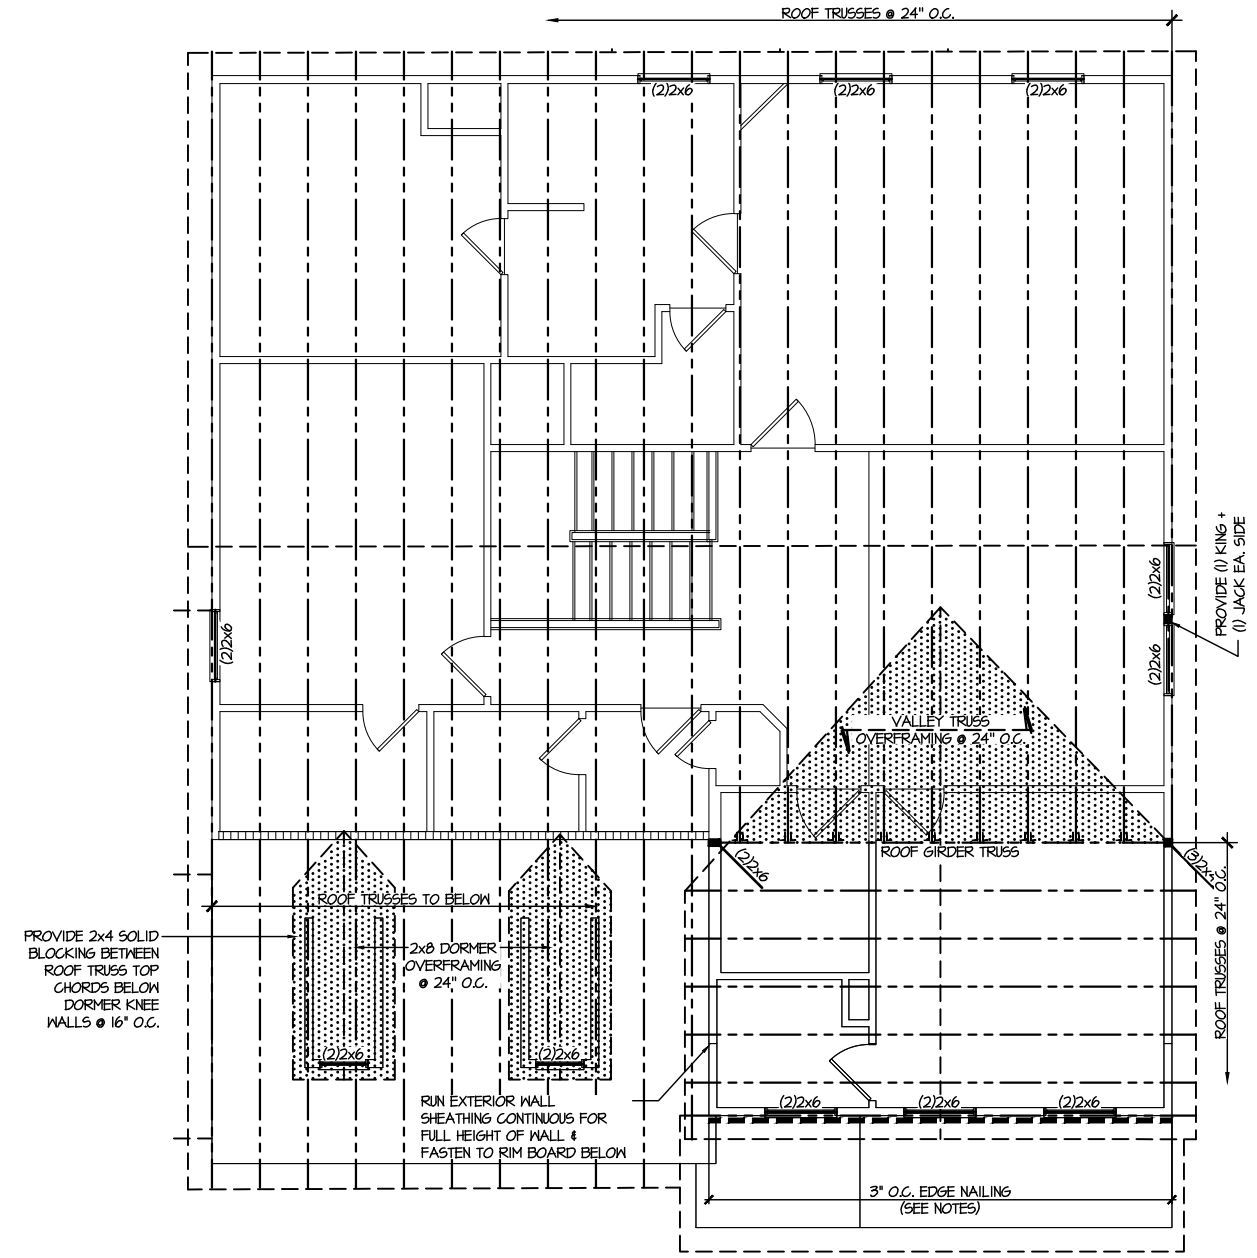 ROOF TRUSSES @ 24" O.C.
(2)2x6
(2)2x6
(2)2x6
PROVIDE (1) KING +
(1) JACK EA. SIDE
(2)2x6
(2)2x6
(2)2x6
VALLEY TRUSS
OVERFRAMING @ 24" O.C.
ROOF GIRDER TRUSS
(2)2x6
(3)2x6
ROOF TRUSSES @ 24" O.C.
ROOF TRUSSES TO BELOW
PROVIDE 2x4 SOLID
BLOCKING BETWEEN
ROOF TRUSS TOP
CHORDS BELOW
DORMER KNEE
WALLS @ 16" O.C.
2x8 DORMER
OVERFRAMING
@ 24" O.C.
(2)2x6
(2)2x6
RUN EXTERIOR WALL
SHEATHING CONTINUOUS FOR
FULL HEIGHT OF WALL &
FASTEN TO RIM BOARD BELOW
(2)2x6
(2)2x6
(2)2x6
3" O.C. EDGE NAILING
(SEE NOTES)